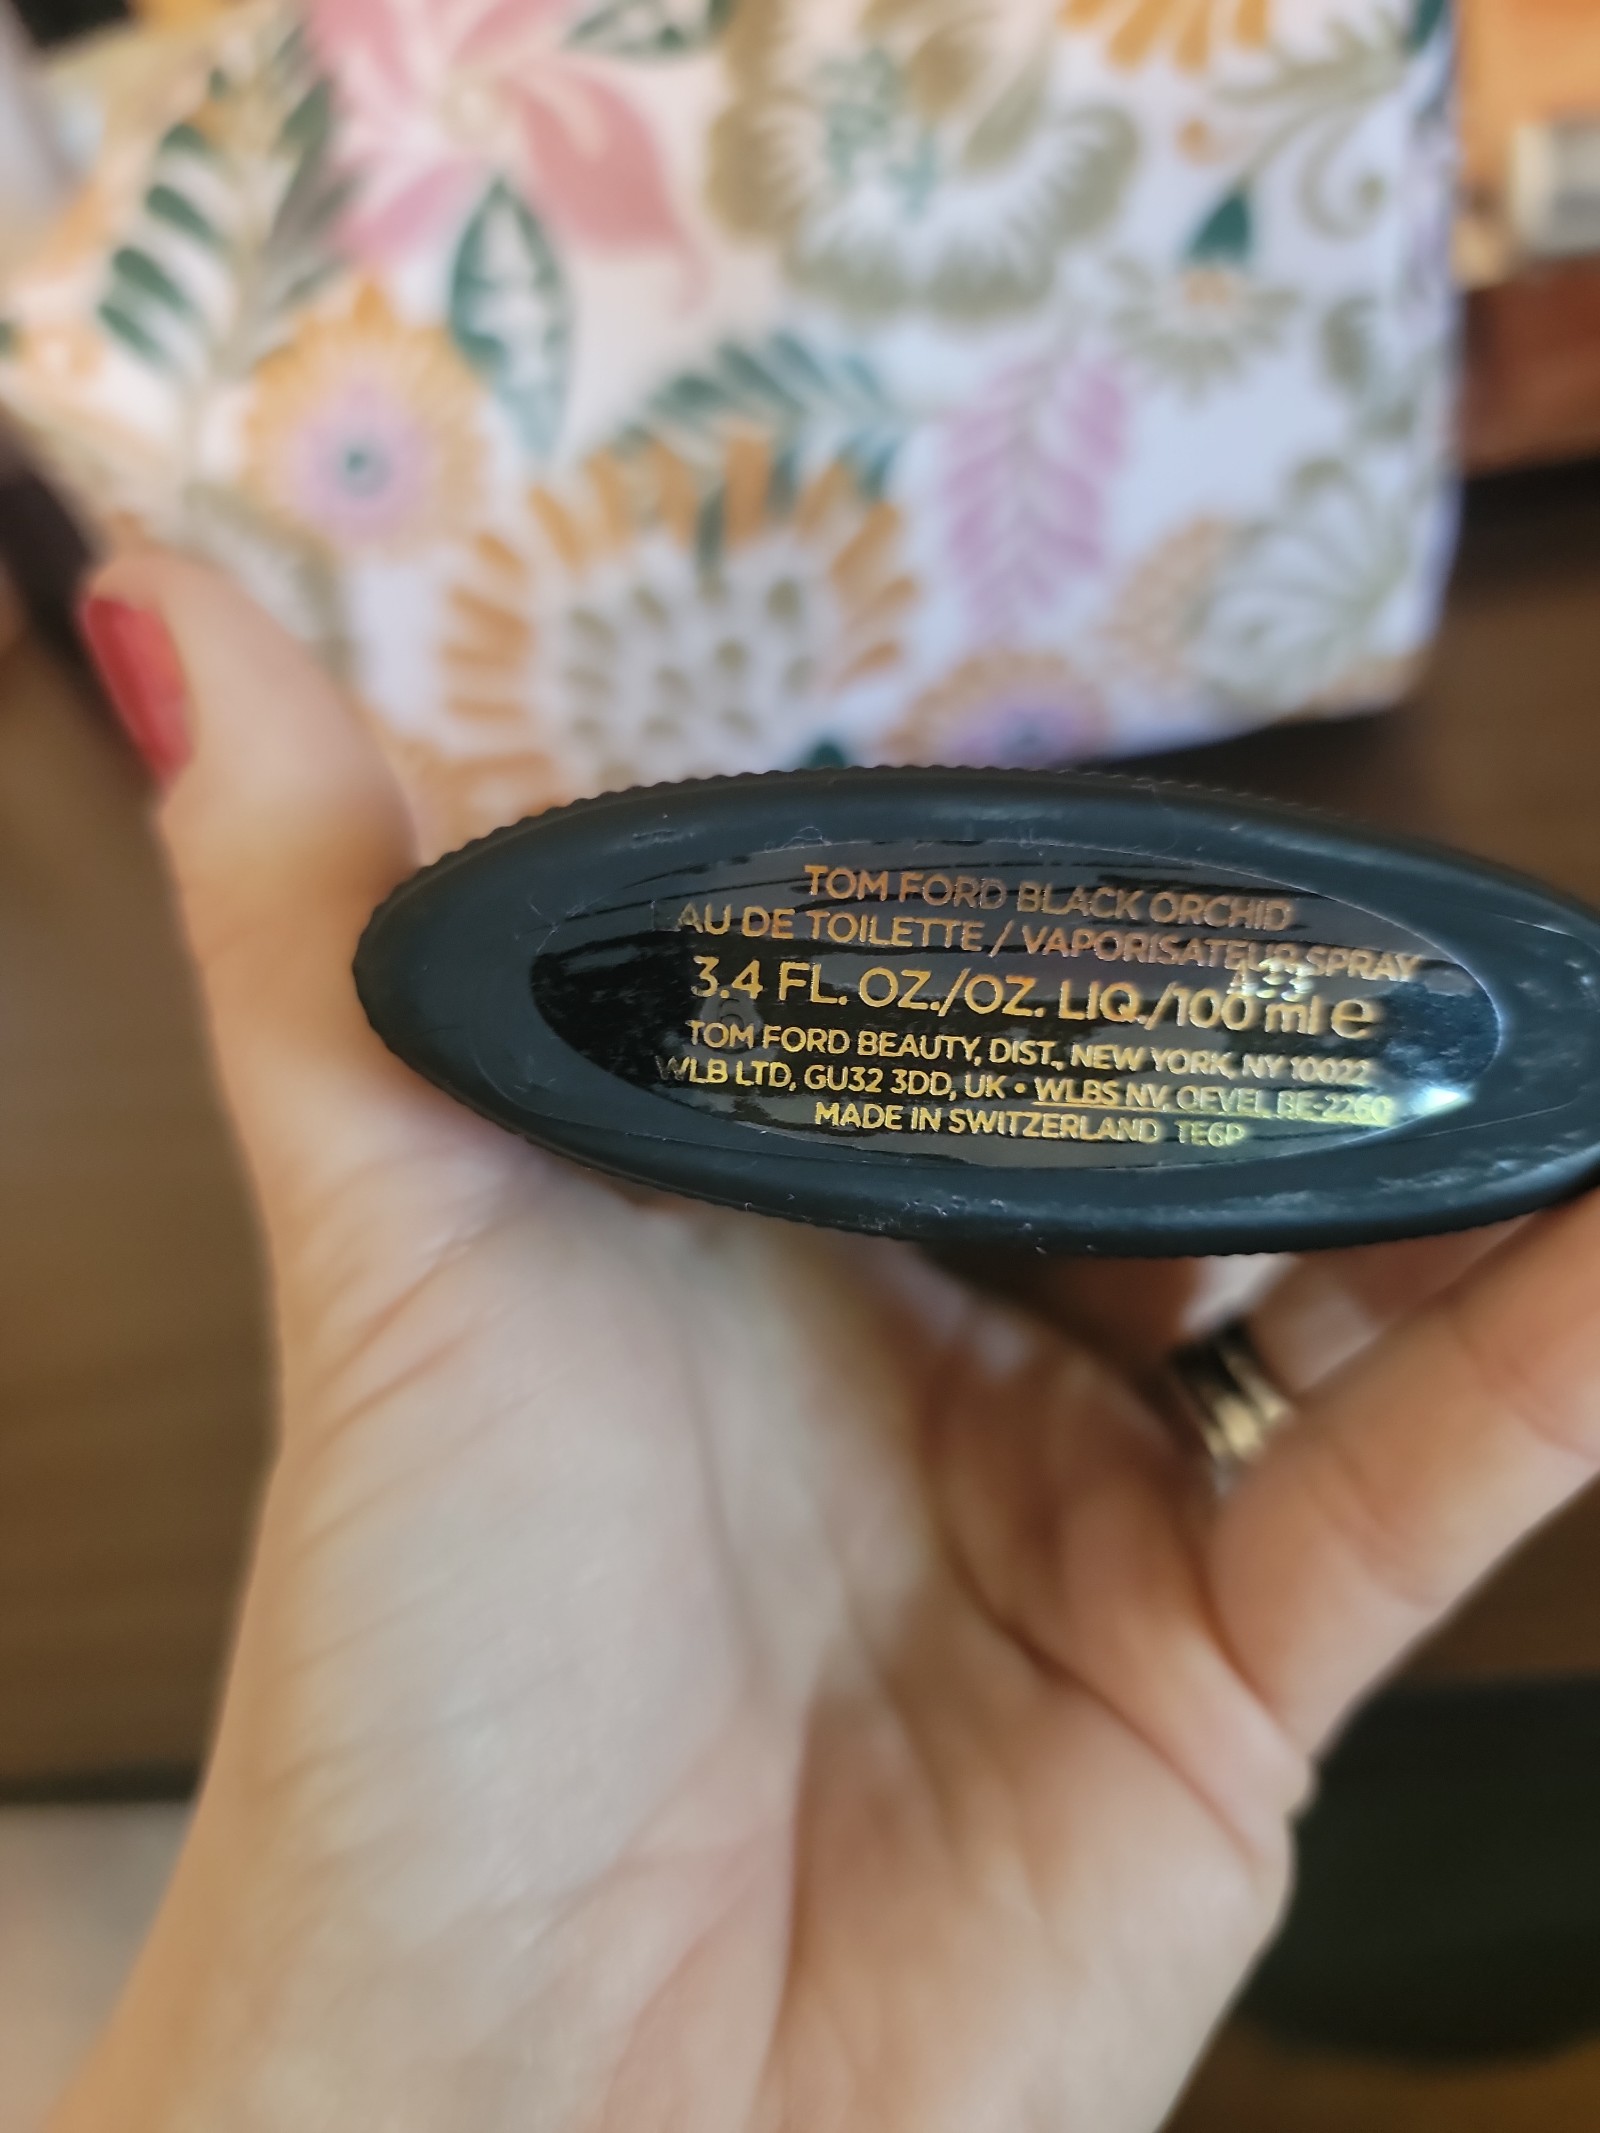 TOM FORD BLACK ORCHID
AU DE TOILETTE / VAPORISATEUR SPRAY
3.4 FL. OZ./OZ. LIQ./100 ml e
TOM FORD BEAUTY, DIST., NEW YORK, NY 10022
WLB LTD, GU32 3DD, UK • WLBS NV, OEVEL BE-2260
MADE IN SWITZERLAND TE6P